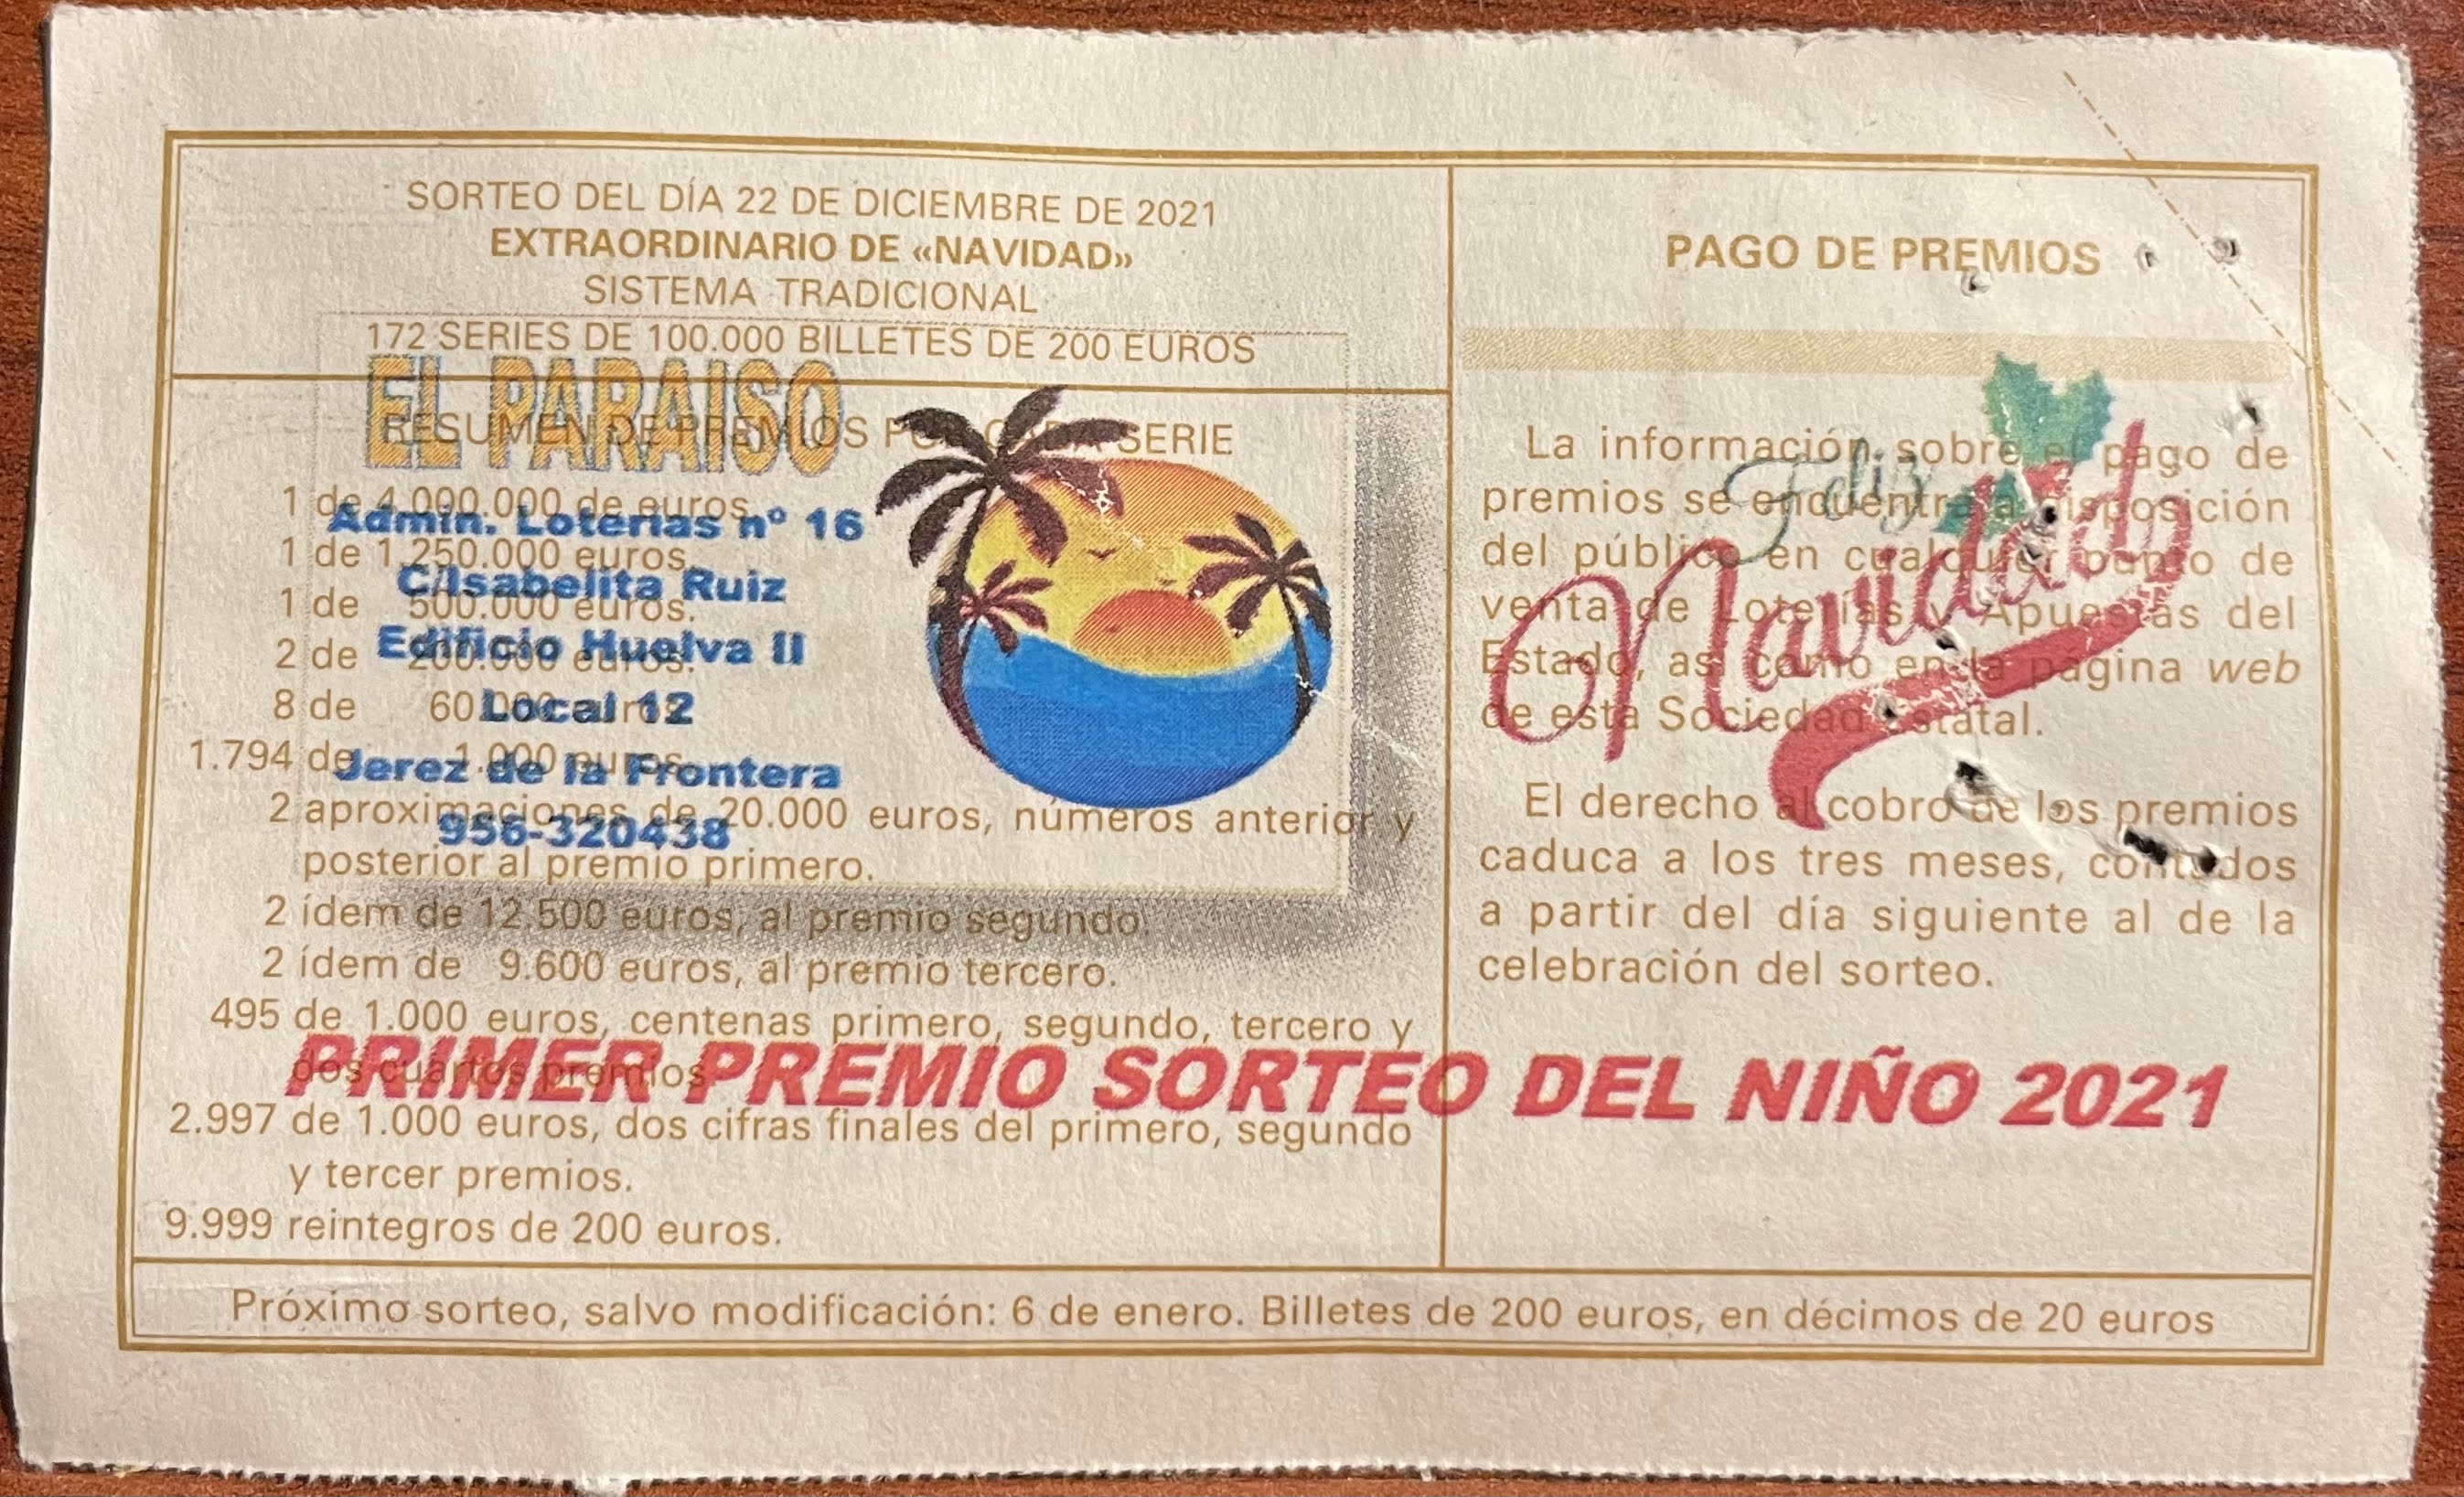 SORTEO DEL DÍA 22 DE DICIEMBRE DE 2021
EXTRAORDINARIO DE «NAVIDAD»
SISTEMA TRADICIONAL
172 SERIES DE 100.000 BILLETES DE 200 EUROS
EL PARAISO
RESUMEN DE PREMIOS POR CADA SERIE
1 de 4.000.000 de euros.
Admin. Loterias nº 16
1 de 1.250.000 euros.
C/Isabelita Ruiz
1 de 500.000 euros.
Edificio Huelva II
2 de 200.000 euros.
Local 12
8 de 60.000 euros.
1.794 de 1.000 euros.
Jerez de la Frontera
2 aproximaciones de 20.000 euros, números anterior y
956-320438
posterior al premio primero.
2 ídem de 12.500 euros, al premio segundo.
2 ídem de 9.600 euros, al premio tercero.
495 de 1.000 euros, centenas primero, segundo, tercero y
dos cuartos premios
2.997 de 1.000 euros, dos cifras finales del primero, segundo
y tercer premios.
9.999 reintegros de 200 euros.
PAGO DE PREMIOS
La información sobre el pago de
premios se encuentra a disposición
del público en cualquier punto de
venta de Loterías y Apuestas del
Estado, así como en la página web
de esta Sociedad Estatal.
Feliz
Navidad
El derecho al cobro de los premios
caduca a los tres meses, contados
a partir del día siguiente al de la
celebración del sorteo.
PRIMER PREMIO SORTEO DEL NIÑO 2021
Próximo sorteo, salvo modificación: 6 de enero. Billetes de 200 euros, en décimos de 20 euros